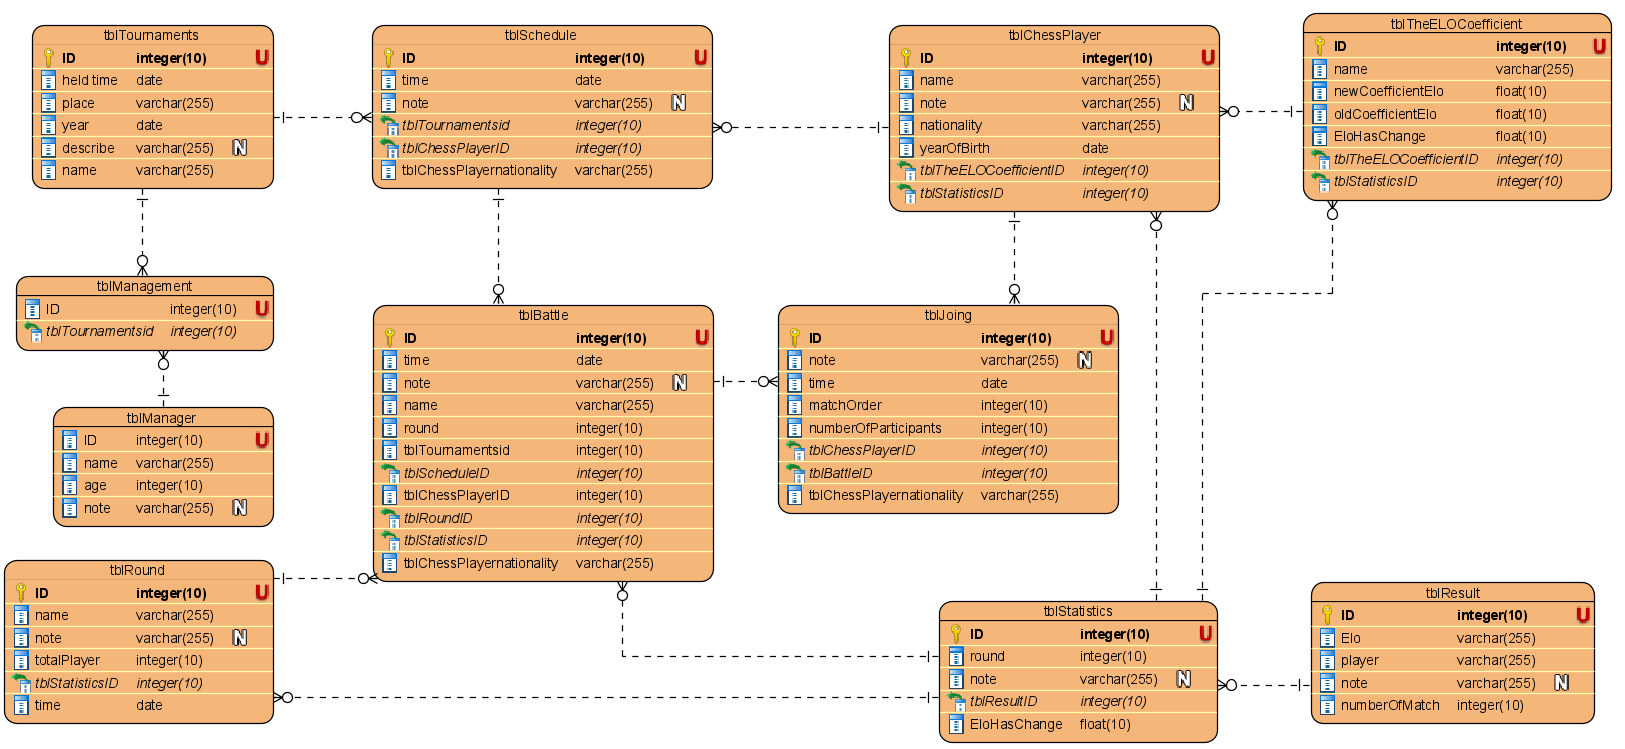 tblTournaments
ID integer(10) U
held time date
place varchar(255)
year date
describe varchar(255) N
name varchar(255)
tblSchedule
ID integer(10) U
time date
note varchar(255) N
tblTournamentsid integer(10)
tblChessPlayerID integer(10)
tblChessPlayernationality varchar(255)
tblChessPlayer
ID integer(10) U
name varchar(255)
note varchar(255) N
nationality varchar(255)
yearOfBirth date
tblTheELOCoefficientID integer(10)
tblStatisticsID integer(10)
tblTheELOCoefficient
ID integer(10) U
name varchar(255)
newCoefficientElo float(10)
oldCoefficientElo float(10)
EloHasChange float(10)
tblTheELOCoefficientID integer(10)
tblStatisticsID integer(10)
tblManagement
ID integer(10) U
tblTournamentsid integer(10)
tblManager
ID integer(10) U
name varchar(255)
age integer(10)
note varchar(255) N
tblBattle
ID integer(10) U
time date
note varchar(255) N
name varchar(255)
round integer(10)
tblTournamentsid integer(10)
tblScheduleID integer(10)
tblChessPlayerID integer(10)
tblRoundID integer(10)
tblStatisticsID integer(10)
tblChessPlayernationality varchar(255)
tblJoing
ID integer(10) U
note varchar(255) N
time date
matchOrder integer(10)
numberOfParticipants integer(10)
tblChessPlayerID integer(10)
tblBattleID integer(10)
tblChessPlayernationality varchar(255)
tblRound
ID integer(10) U
name varchar(255)
note varchar(255) N
totalPlayer integer(10)
tblStatisticsID integer(10)
time date
tblStatistics
ID integer(10) U
round integer(10)
note varchar(255) N
tblResultID integer(10)
EloHasChange float(10)
tblResult
ID integer(10) U
Elo varchar(255)
player varchar(255)
note varchar(255) N
numberOfMatch integer(10)